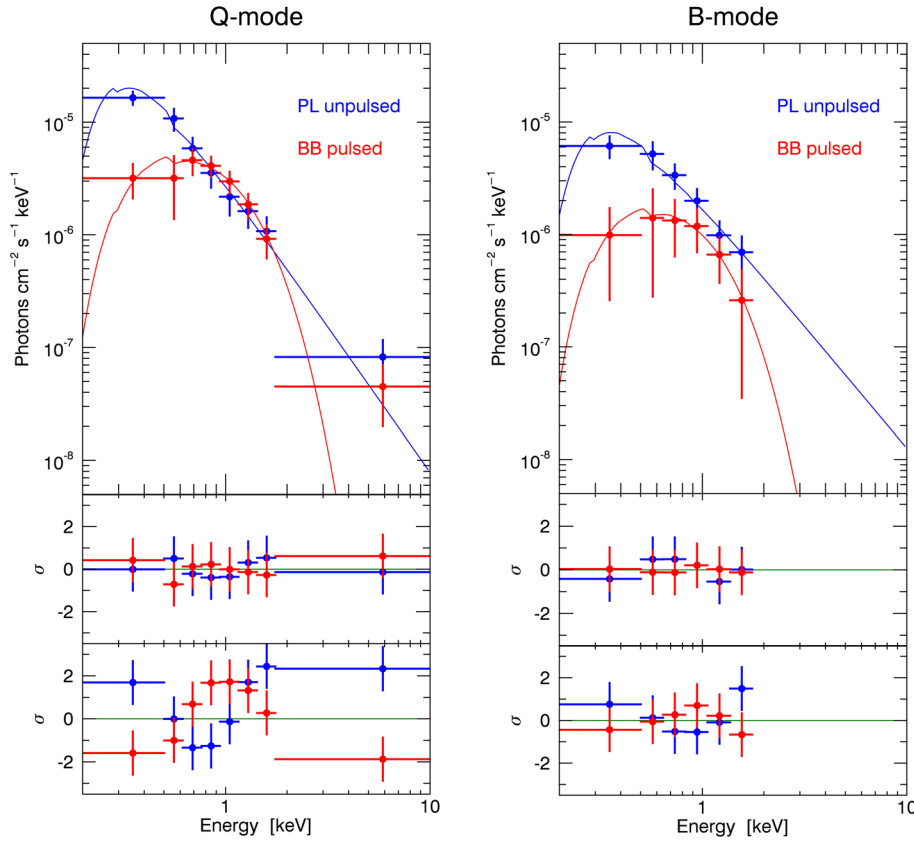 Q-mode
B-mode
PL unpulsed
BB pulsed
PL unpulsed
BB pulsed
Photons cm⁻² s⁻¹ keV⁻¹
10⁻⁵
10⁻⁶
10⁻⁷
10⁻⁸
Photons cm⁻² s⁻¹ keV⁻¹
10⁻⁵
10⁻⁶
10⁻⁷
10⁻⁸
σ
2
0
-2
σ
2
0
-2
σ
2
0
-2
σ
2
0
-2
1
10
Energy [keV]
1
10
Energy [keV]